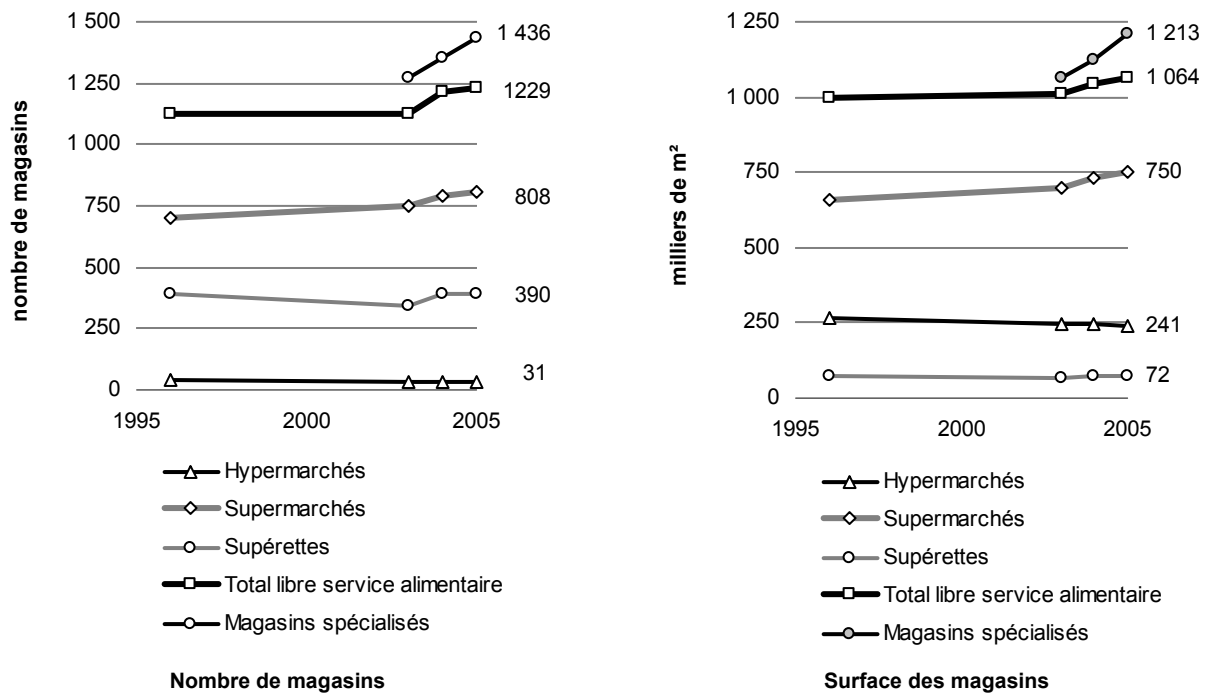 nombre de magasins
1 500
1 250
1 000
750
500
250
0
1 436
1229
808
390
31
1995
2000
2005
Hypermarchés
Supermarchés
Supérettes
Total libre service alimentaire
Magasins spécialisés
Nombre de magasins
milliers de m²
1 250
1 000
750
500
250
0
1 213
1 064
750
241
72
1995
2000
2005
Hypermarchés
Supermarchés
Supérettes
Total libre service alimentaire
Magasins spécialisés
Surface des magasins